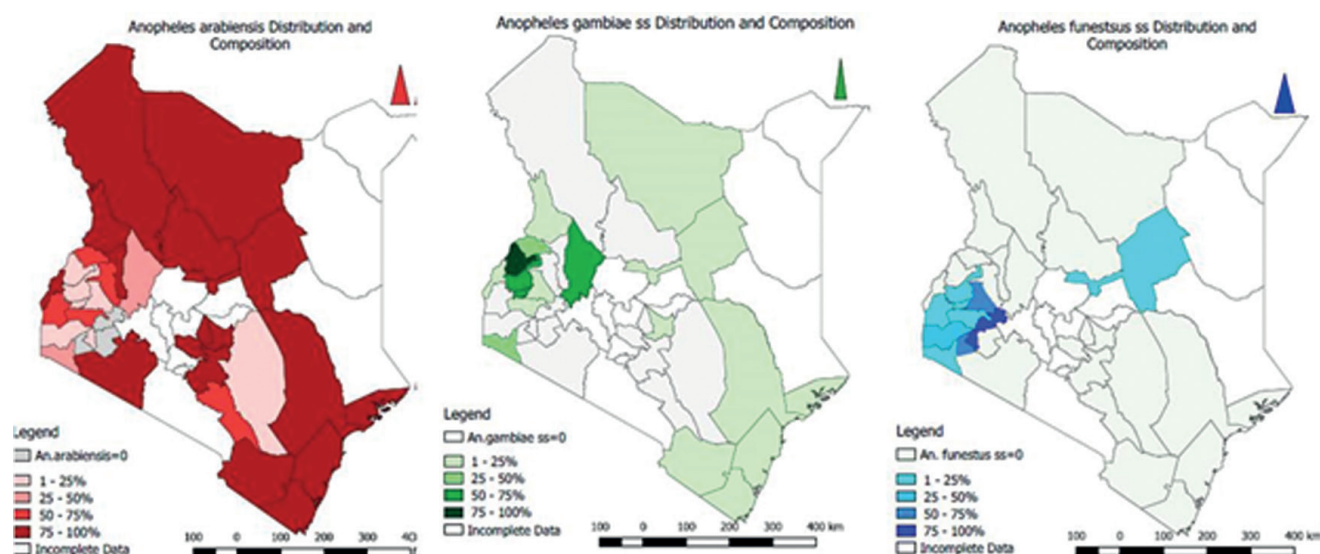 Anopheles arabiensis Distribution and
Composition
Legend
An.arabiensis=0
1 - 25%
25 - 50%
50 - 75%
75 - 100%
Incomplete Data
100 0 100 200 300
Anopheles gambiae ss Distribution and Composition
Legend
An.gambiae ss=0
1 - 25%
25 - 50%
50 - 75%
75 - 100%
Incomplete Data
100 0 100 200 300 400 km
Anopheles funestsus ss Distribution and
Composition
Legend
An. funestus ss=0
1 - 25%
25 - 50%
50 - 75%
75 - 100%
Incomplete Data
100 0 100 200 300 400 km